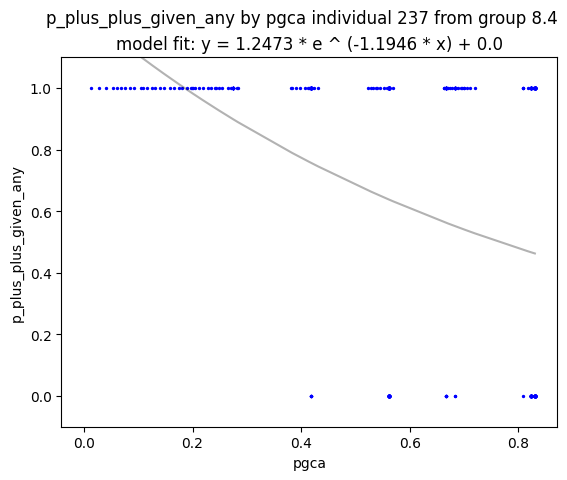 p_plus_plus_given_any by pgca individual 237 from group 8.4
model fit: y = 1.2473 * e ^ (-1.1946 * x) + 0.0
1.0
0.8
0.6
0.4
0.2
0.0
p_plus_plus_given_any
0.0 0.2 0.4 0.6 0.8
pgca